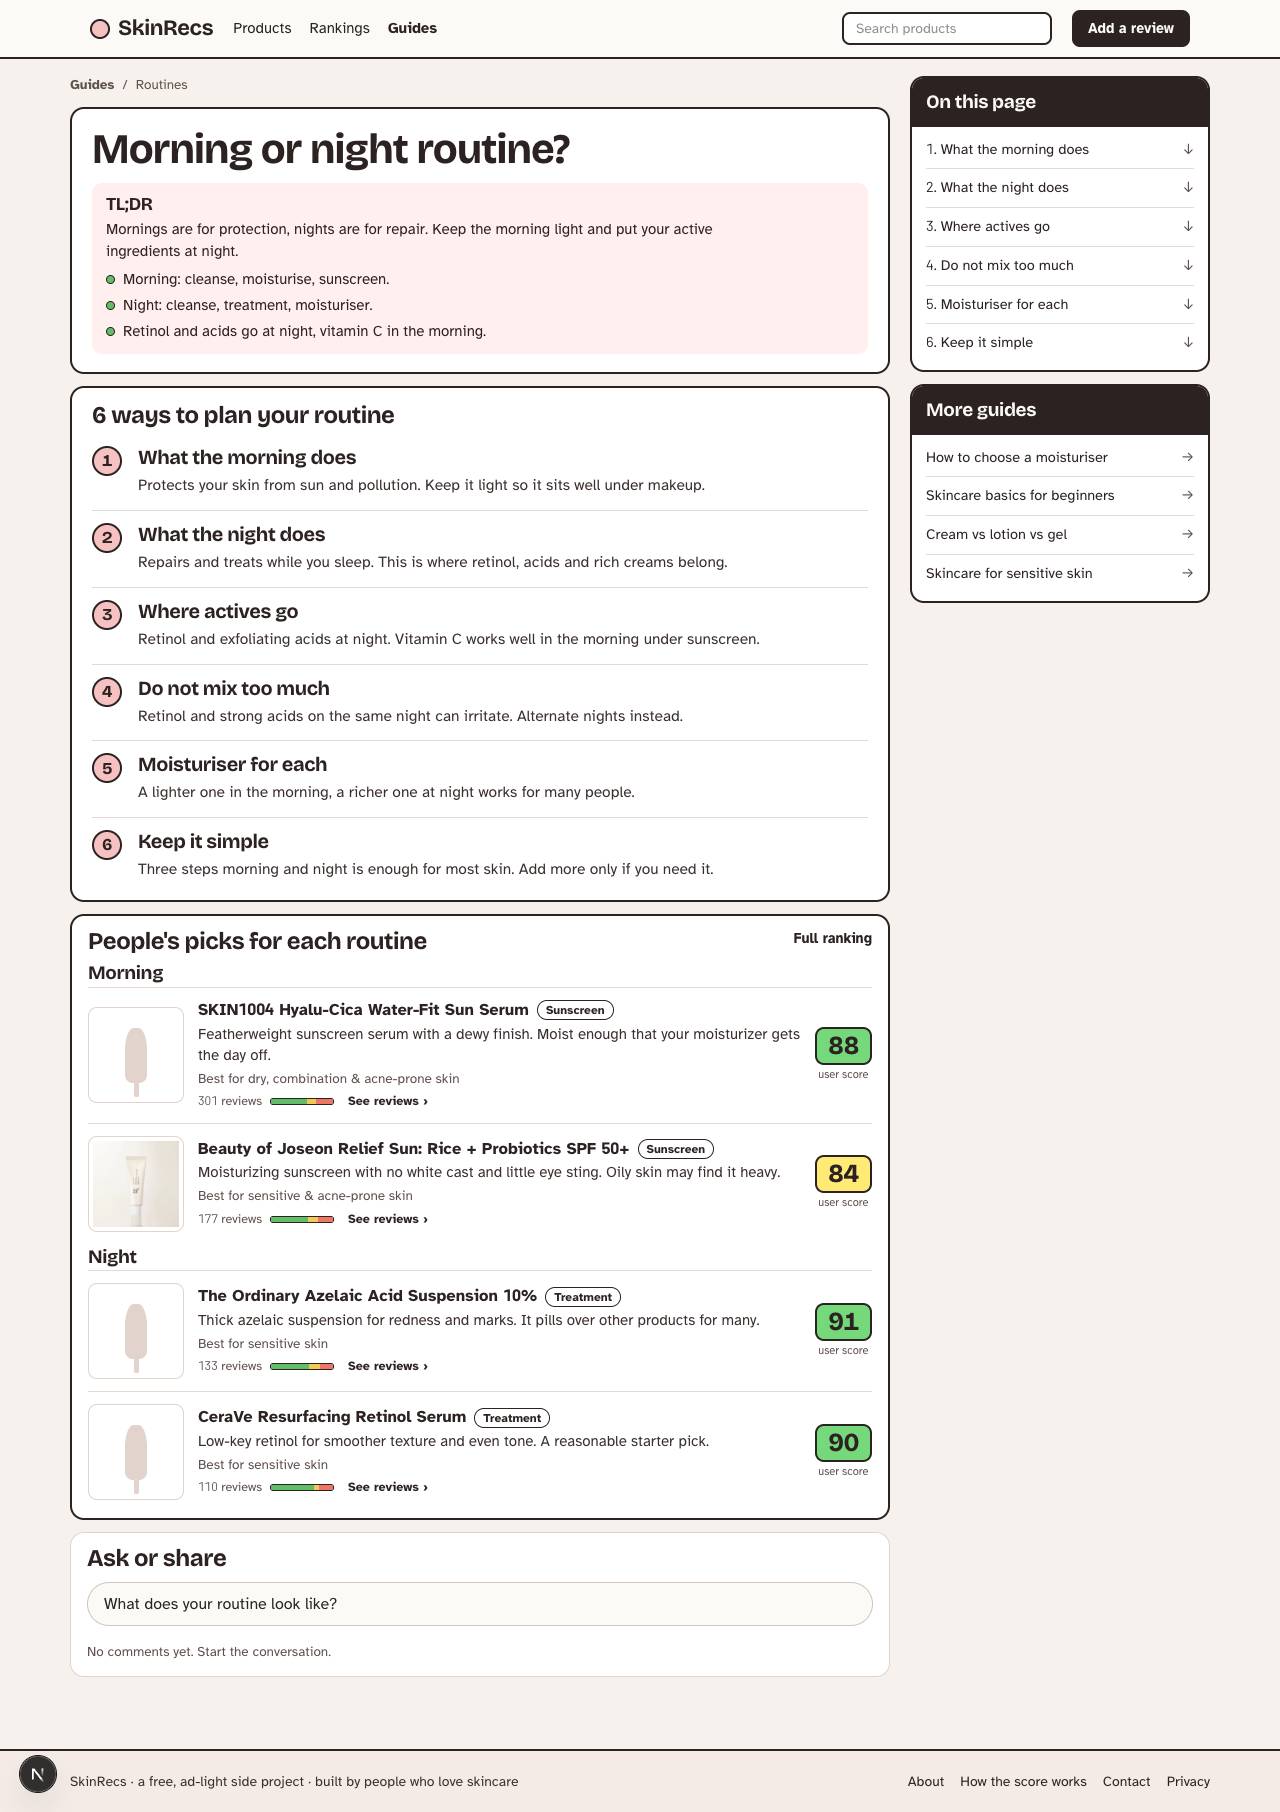 SkinRecs Products Rankings Guides Search products Add a review
Guides / Routines
Morning or night routine?
TL;DR
Mornings are for protection, nights are for repair. Keep the morning light and put your active
ingredients at night.
Morning: cleanse, moisturise, sunscreen.
Night: cleanse, treatment, moisturiser.
Retinol and acids go at night, vitamin C in the morning.
6 ways to plan your routine
1 What the morning does
Protects your skin from sun and pollution. Keep it light so it sits well under makeup.
2 What the night does
Repairs and treats while you sleep. This is where retinol, acids and rich creams belong.
3 Where actives go
Retinol and exfoliating acids at night. Vitamin C works well in the morning under sunscreen.
4 Do not mix too much
Retinol and strong acids on the same night can irritate. Alternate nights instead.
5 Moisturiser for each
A lighter one in the morning, a richer one at night works for many people.
6 Keep it simple
Three steps morning and night is enough for most skin. Add more only if you need it.
People's picks for each routine Full ranking
Morning
SKIN1004 Hyalu-Cica Water-Fit Sun Serum Sunscreen
Featherweight sunscreen serum with a dewy finish. Moist enough that your moisturizer gets
the day off.
Best for dry, combination & acne-prone skin
301 reviews See reviews ›
88
user score
Beauty of Joseon Relief Sun: Rice + Probiotics SPF 50+ Sunscreen
Moisturizing sunscreen with no white cast and little eye sting. Oily skin may find it heavy.
Best for sensitive & acne-prone skin
177 reviews See reviews ›
84
user score
Night
The Ordinary Azelaic Acid Suspension 10% Treatment
Thick azelaic suspension for redness and marks. It pills over other products for many.
Best for sensitive skin
133 reviews See reviews ›
91
user score
CeraVe Resurfacing Retinol Serum Treatment
Low-key retinol for smoother texture and even tone. A reasonable starter pick.
Best for sensitive skin
110 reviews See reviews ›
90
user score
Ask or share
What does your routine look like?
No comments yet. Start the conversation.
On this page
1. What the morning does ↓
2. What the night does ↓
3. Where actives go ↓
4. Do not mix too much ↓
5. Moisturiser for each ↓
6. Keep it simple ↓
More guides
How to choose a moisturiser →
Skincare basics for beginners →
Cream vs lotion vs gel →
Skincare for sensitive skin →
N
SkinRecs · a free, ad-light side project · built by people who love skincare
About How the score works Contact Privacy